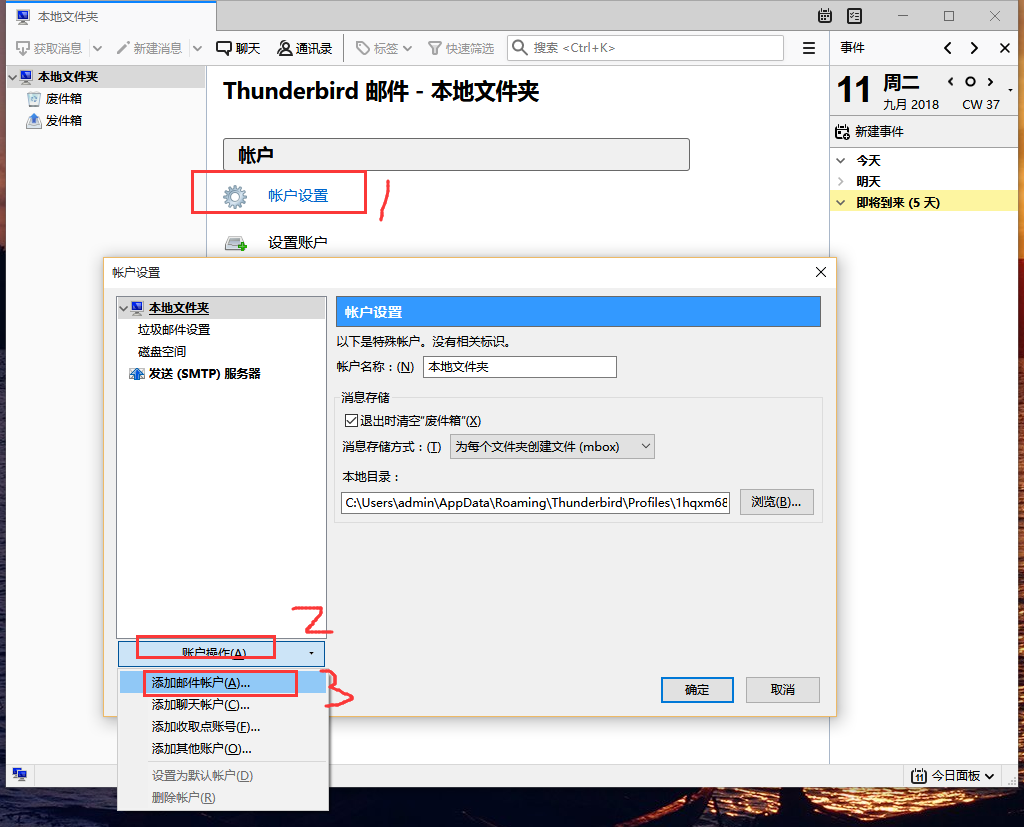 本地文件夹
获取消息
新建消息
聊天
通讯录
标签
快速筛选
搜索 <Ctrl+K>
事件
本地文件夹
废件箱
发件箱
Thunderbird 邮件 - 本地文件夹
帐户
帐户设置
1
设置账户
11 周二
九月 2018 CW 37
新建事件
今天
明天
即将到来 (5 天)
帐户设置
本地文件夹
垃圾邮件设置
磁盘空间
发送 (SMTP) 服务器
帐户设置
以下是特殊帐户。没有相关标识。
帐户名称：(N) 本地文件夹
消息存储
退出时清空“废件箱”(X)
消息存储方式：(T) 为每个文件夹创建文件 (mbox)
本地目录：
C:\Users\admin\AppData\Roaming\Thunderbird\Profiles\1hqxm68
浏览(B)...
2
账户操作(A)
添加邮件帐户(A)...
3
添加聊天帐户(C)...
添加收取点账号(F)...
添加其他账户(O)...
设置为默认帐户(D)
删除帐户(R)
确定
取消
11 今日面板